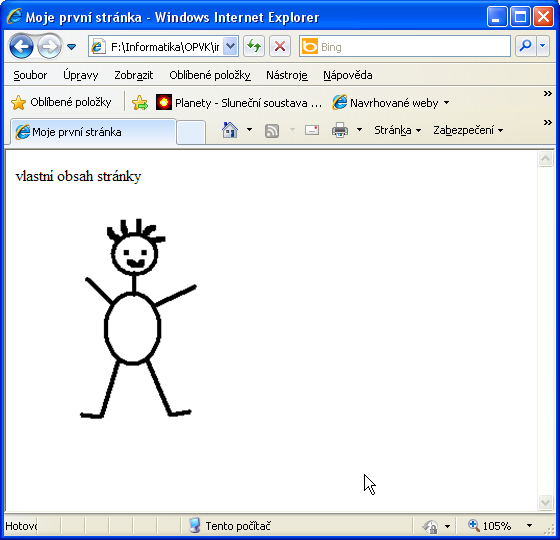 Moje první stránka - Windows Internet Explorer
F:\Informatika\OPVK\ir
Bing
Soubor Úpravy Zobrazit Oblíbené položky Nástroje Nápověda
Oblíbené položky Planety - Sluneční soustava ... Navrhované weby
Moje první stránka
Stránka Zabezpečení
vlastní obsah stránky
Hotovo Tento počítač 105%